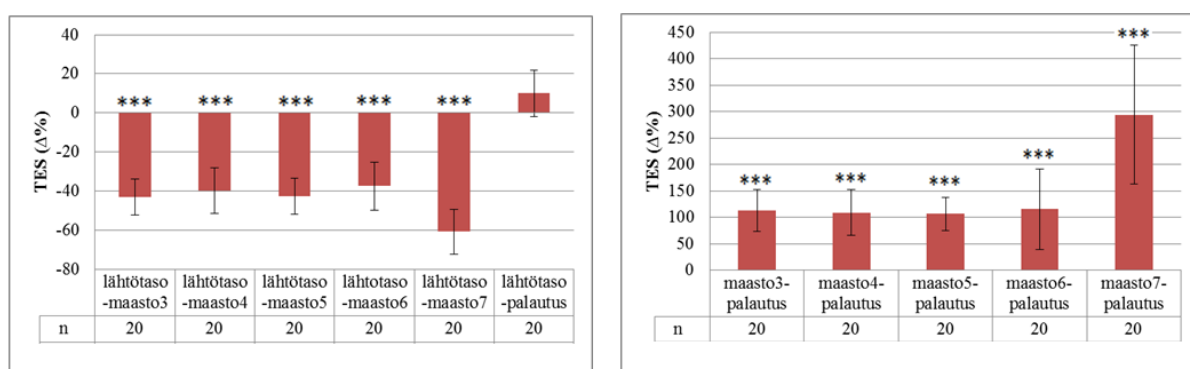 40
20
0
-20
-40
-60
-80
TES (Δ%)
*** *** *** *** ***
lähtötaso lähtötaso lähtötaso lähtotaso lähtötaso lähtötaso
-maasto3 -maasto4 -maasto5 -maasto6 -maasto7 -palautus
n 20 20 20 20 20 20
450
400
350
300
250
200
150
100
50
0
TES (Δ%)
*** *** *** *** ***
maasto3- maasto4- maasto5- maasto6- maasto7-
palautus palautus palautus palautus palautus
n 20 20 20 20 20